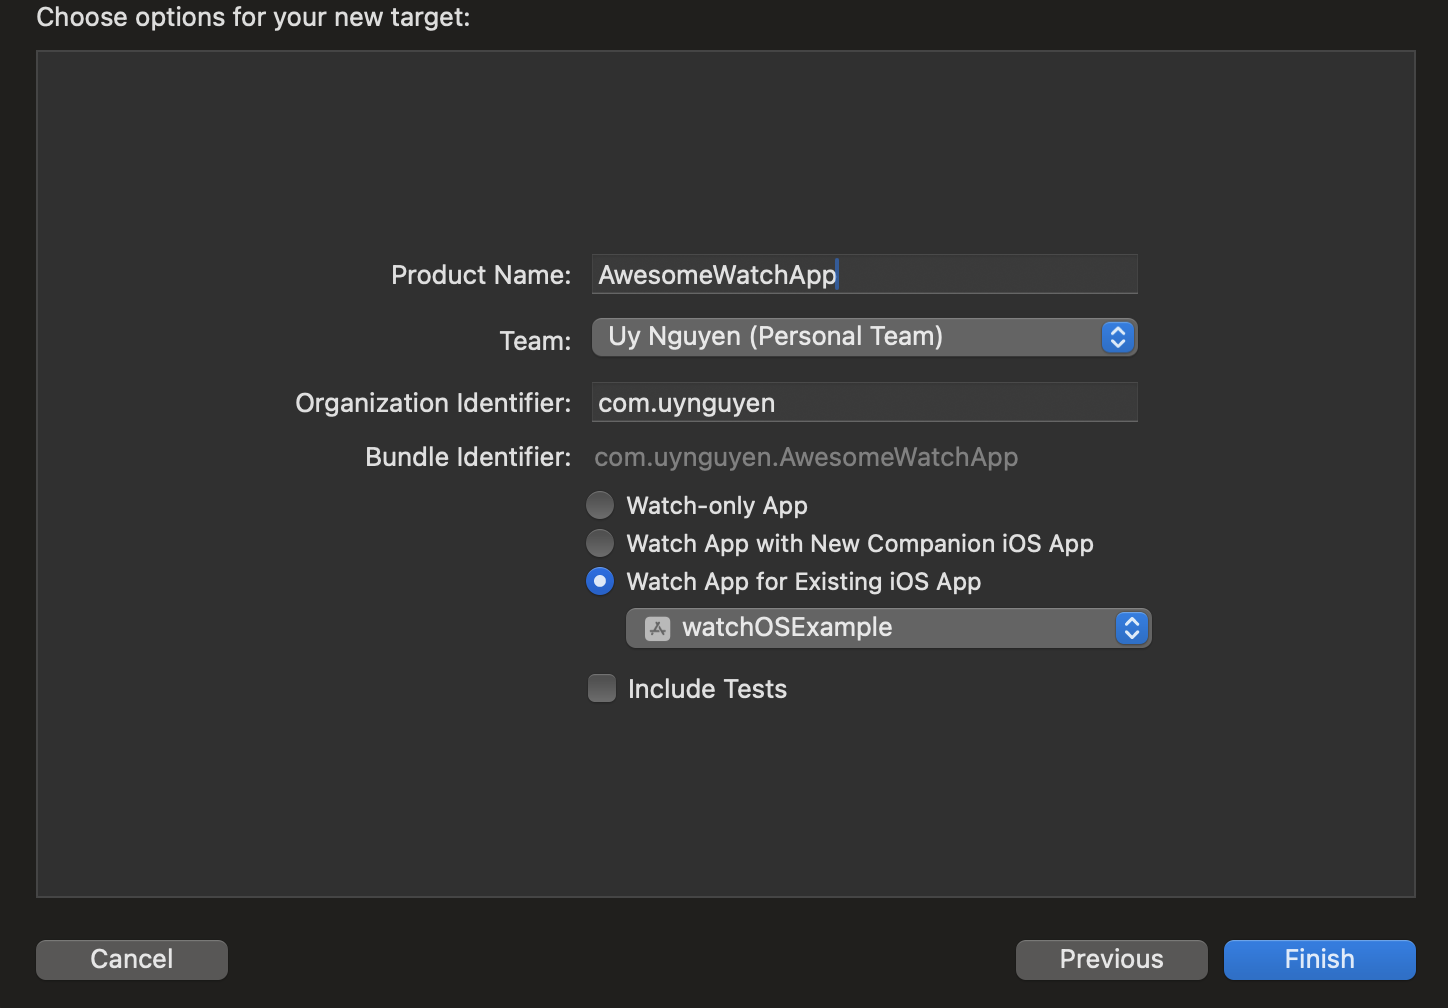 Choose options for your new target:
Product Name: AwesomeWatchApp
Team: Uy Nguyen (Personal Team)
Organization Identifier: com.uynguyen
Bundle Identifier: com.uynguyen.AwesomeWatchApp
Watch-only App
Watch App with New Companion iOS App
Watch App for Existing iOS App
watchOSExample
Include Tests
Cancel Previous Finish